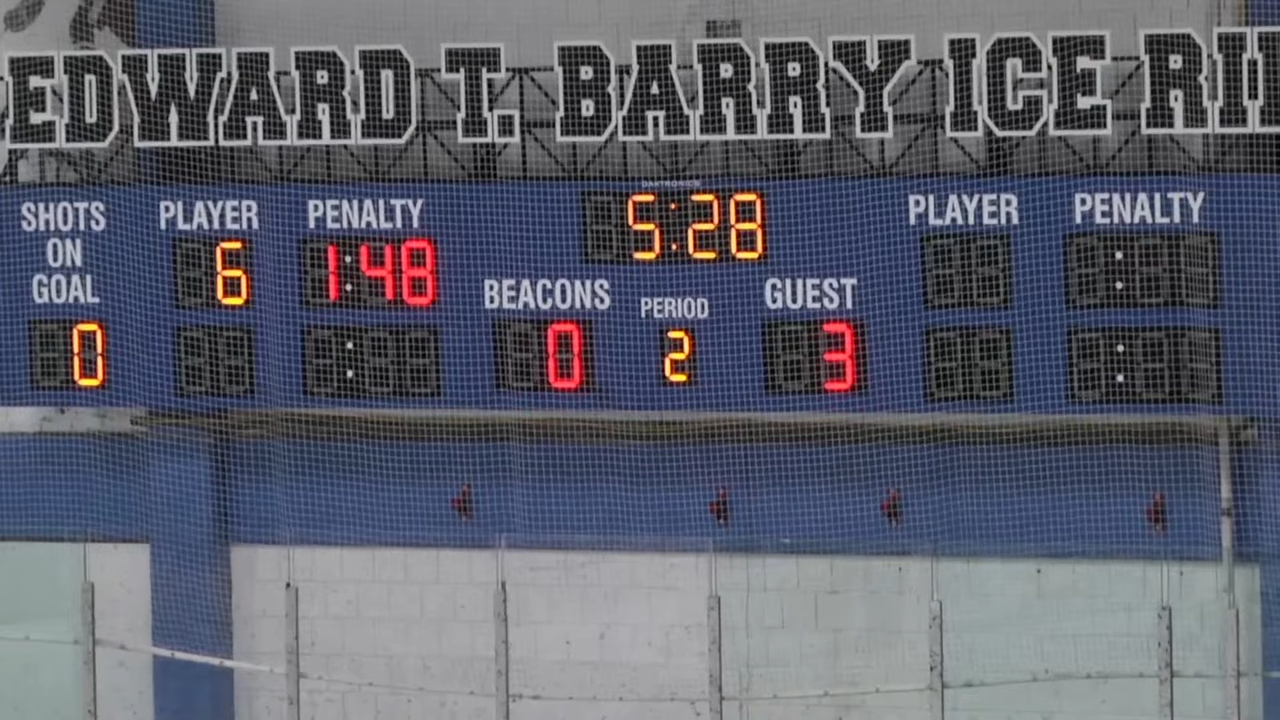 EDWARD T. BARRY ICE RI
DAKTRONICS
SHOTS ON GOAL
0
PLAYER
6
PENALTY
1:48
5:28
BEACONS
0
PERIOD
2
GUEST
3
PLAYER
PENALTY